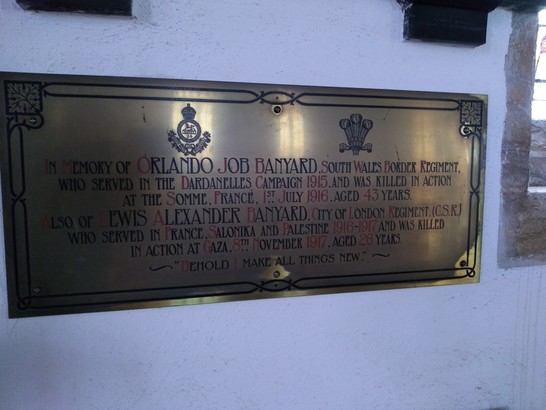 IN MEMORY OF ORLANDO JOB BANYARD, SOUTH WALES BORDER REGIMENT,
WHO SERVED IN THE DARDANELLES CAMPAIGN 1915, AND WAS KILLED IN ACTION
AT THE SOMME, FRANCE, 1ST JULY 1916, AGED 43 YEARS.
ALSO OF LEWIS ALEXANDER BANYARD, CITY OF LONDON REGIMENT, (C.S.R.)
WHO SERVED IN FRANCE, SALONIKA AND PALESTINE 1916-1917 AND WAS KILLED
IN ACTION AT GAZA, 8TH NOVEMBER 1917, AGED 26 YEARS.
"BEHOLD I MAKE ALL THINGS NEW."